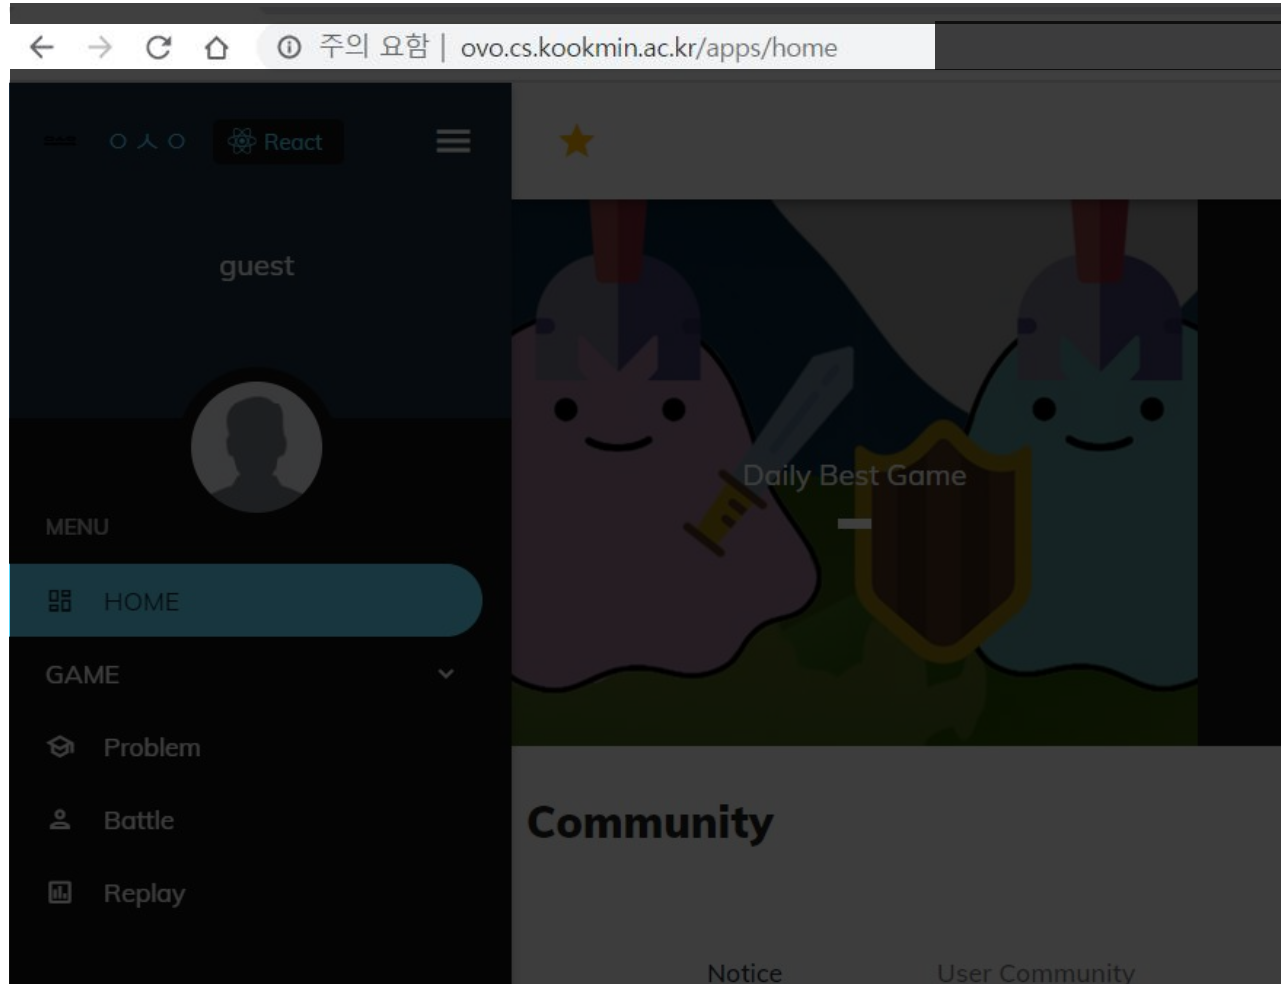 주의 요함 | ovo.cs.kookmin.ac.kr/apps/home
ㅇㅅㅇ React
guest
MENU
HOME
GAME
Problem
Battle
Replay
Daily Best Game
Community
Notice User Community